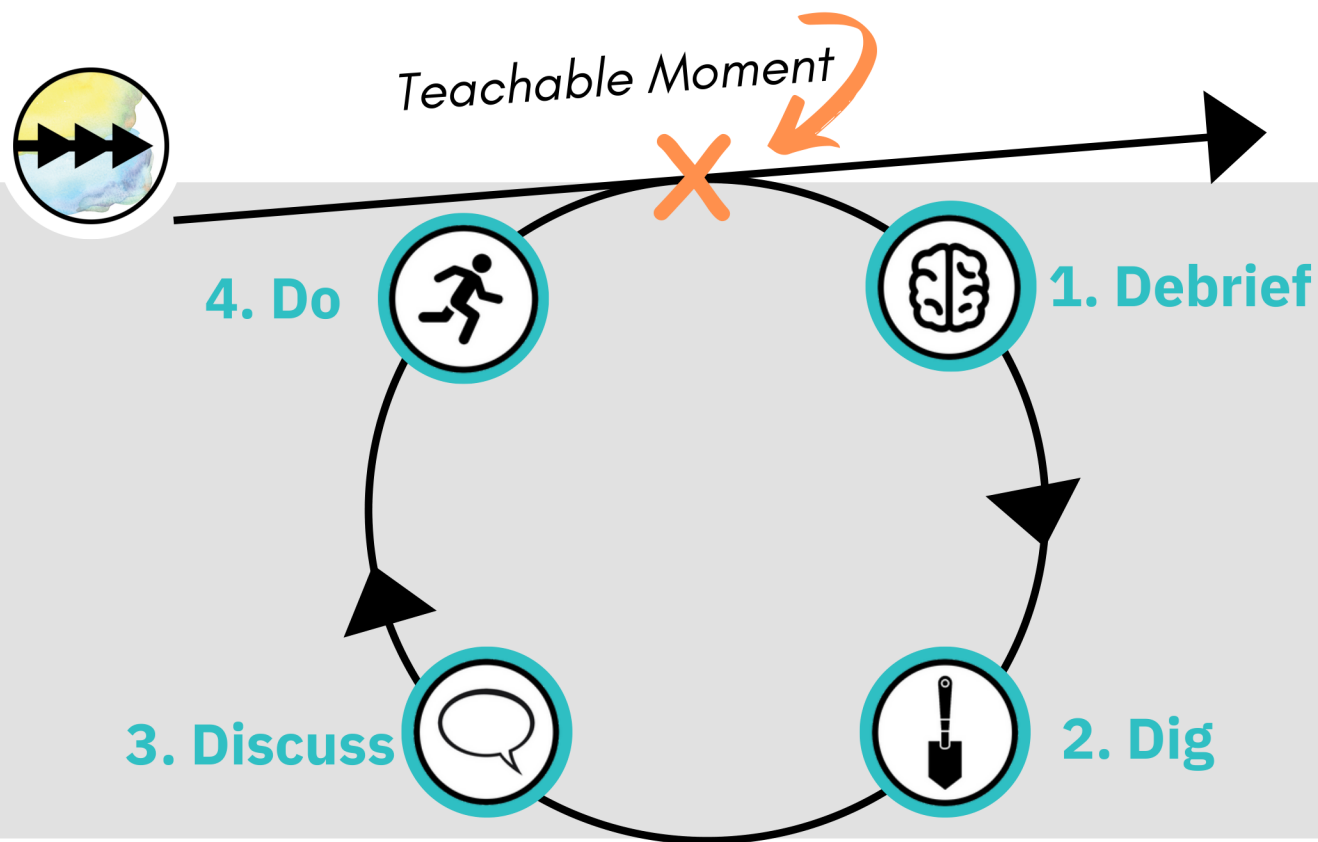 Teachable Moment
4. Do
1. Debrief
3. Discuss
2. Dig